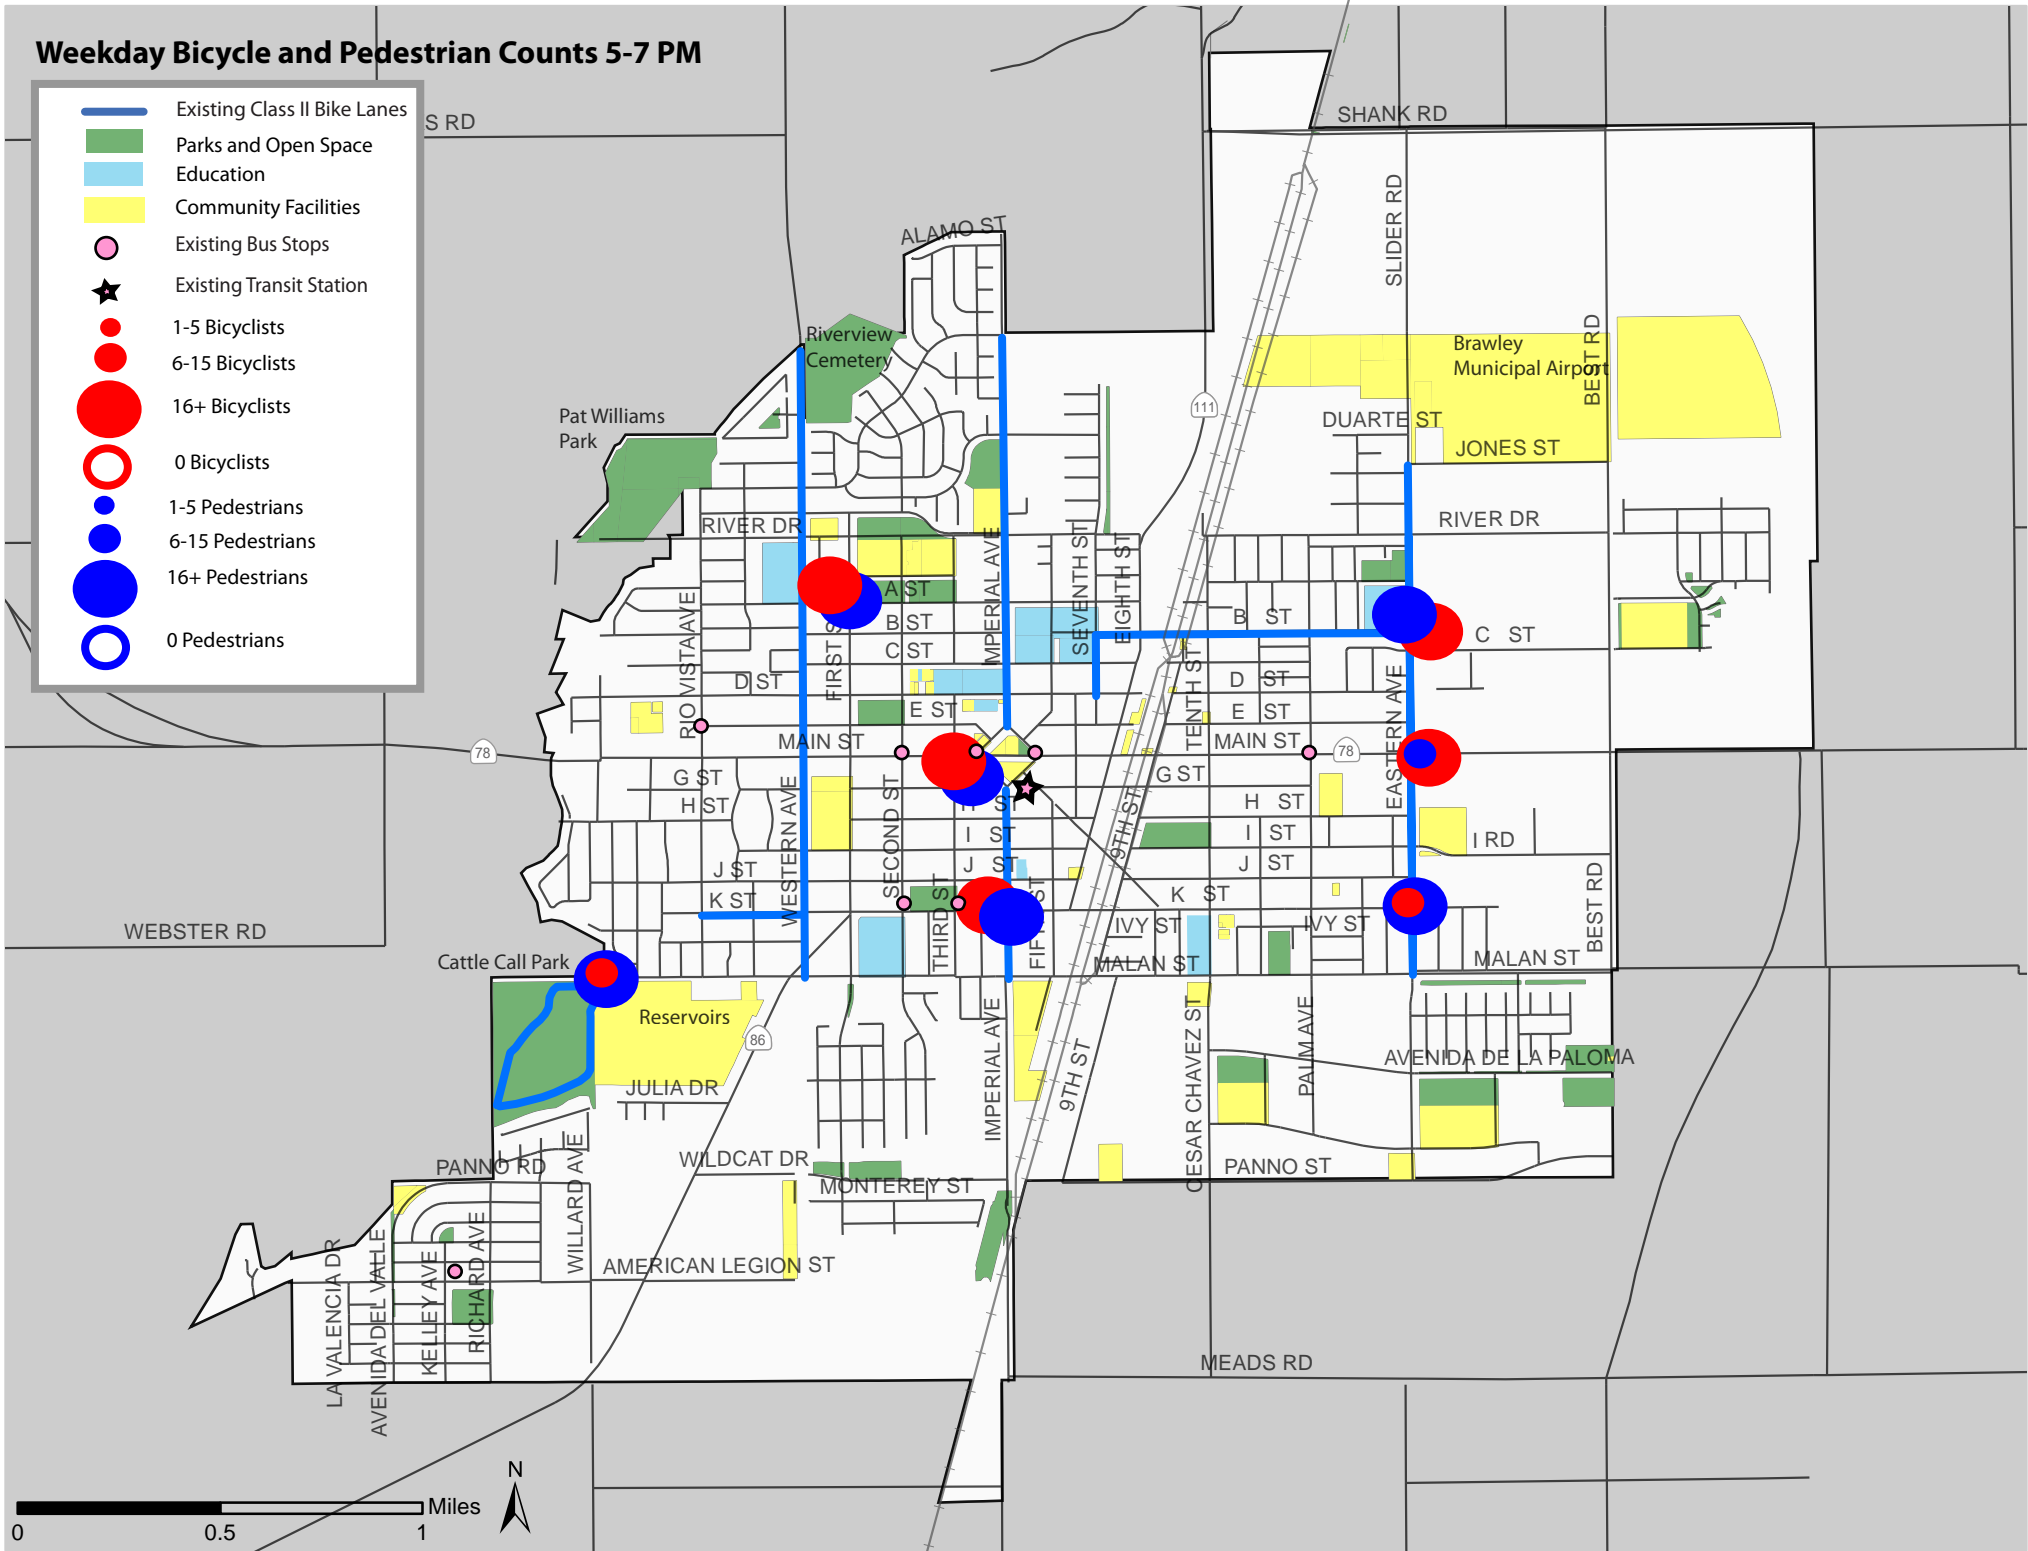 Weekday Bicycle and Pedestrian Counts 5-7 PM
Existing Class II Bike Lanes
Parks and Open Space
Education
Community Facilities
Existing Bus Stops
Existing Transit Station
1-5 Bicyclists
6-15 Bicyclists
16+ Bicyclists
0 Bicyclists
1-5 Pedestrians
6-15 Pedestrians
16+ Pedestrians
0 Pedestrians
S RD
SHANK RD
SLIDER RD
ALAMO ST
Riverview
Cemetery
Brawley
Municipal Airport
BEST RD
111
Pat Williams
Park
DUARTE ST
JONES ST
RIVER DR
RIVER DR
IMPERIAL AVE
SEVENTH ST
EIGHTH ST
A ST
B ST
B ST
C ST
C ST
RIO VISTA AVE
FIRST S
D ST
D ST
E ST
E ST
TENTH ST
EASTERN AVE
MAIN ST
MAIN ST
78
78
G ST
G ST
H ST
H ST
H ST
I ST
I ST
I RD
9TH ST
WESTERN AVE
SECOND ST
J ST
J ST
J ST
K ST
K ST
THIRD ST
FIF ST
IVY ST
IVY ST
BEST RD
WEBSTER RD
Cattle Call Park
MALAN ST
MALAN ST
Reservoirs
86
IMPERIAL AVE
9TH ST
CESAR CHAVEZ ST
PALM AVE
AVENIDA DE LA PALOMA
JULIA DR
WILDCAT DR
PANNO RD
PANNO ST
MONTEREY ST
WILLARD AVE
AMERICAN LEGION ST
LA VALENCIA DR
AVENIDA DEL VALLE
KELLEY AVE
RICHARD AVE
MEADS RD
N
Miles
0 0.5 1